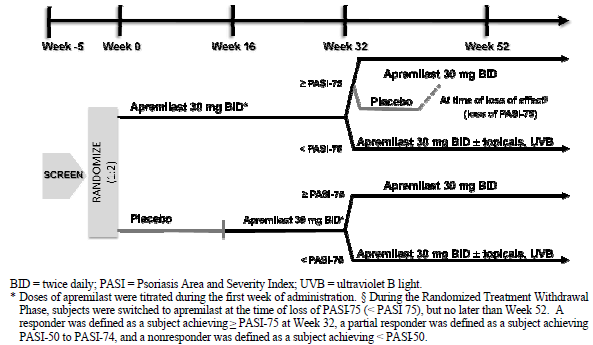 Week -5 Week 0 Week 16 Week 32 Week 52
Apremilast 30 mg BID
≥ PASI-75
Placebo
At time of loss of effect§
(loss of PASI-75)
Apremilast 30 mg BID*
< PASI-75
Apremilast 30 mg BID ± topicals, UVB
SCREEN
RANDOMIZE
(1:2)
≥ PASI-75
Apremilast 30 mg BID
Placebo
Apremilast 30 mg BID*
< PASI-75
Apremilast 30 mg BID ± topicals, UVB
BID = twice daily; PASI = Psoriasis Area and Severity Index; UVB = ultraviolet B light.
* Doses of apremilast were titrated during the first week of administration. § During the Randomized Treatment Withdrawal
Phase, subjects were switched to apremilast at the time of loss of PASI-75 (< PASI 75), but no later than Week 52. A
responder was defined as a subject achieving ≥ PASI-75 at Week 32, a partial responder was defined as a subject achieving
PASI-50 to PASI-74, and a nonresponder was defined as a subject achieving < PASI-50.